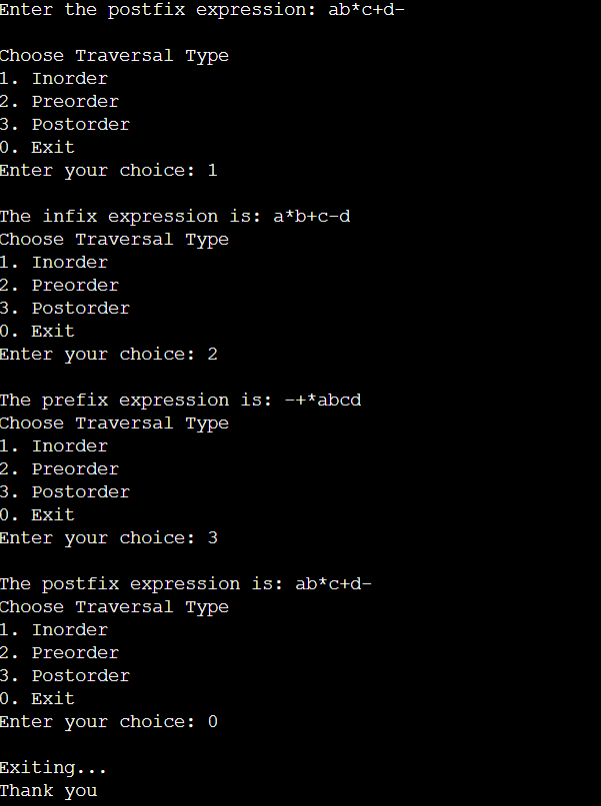 Enter the postfix expression: ab*c+d-
Choose Traversal Type
1. Inorder
2. Preorder
3. Postorder
0. Exit
Enter your choice: 1
The infix expression is: a*b+c-d
Choose Traversal Type
1. Inorder
2. Preorder
3. Postorder
0. Exit
Enter your choice: 2
The prefix expression is: -+*abcd
Choose Traversal Type
1. Inorder
2. Preorder
3. Postorder
0. Exit
Enter your choice: 3
The postfix expression is: ab*c+d-
Choose Traversal Type
1. Inorder
2. Preorder
3. Postorder
0. Exit
Enter your choice: 0
Exiting...
Thank you